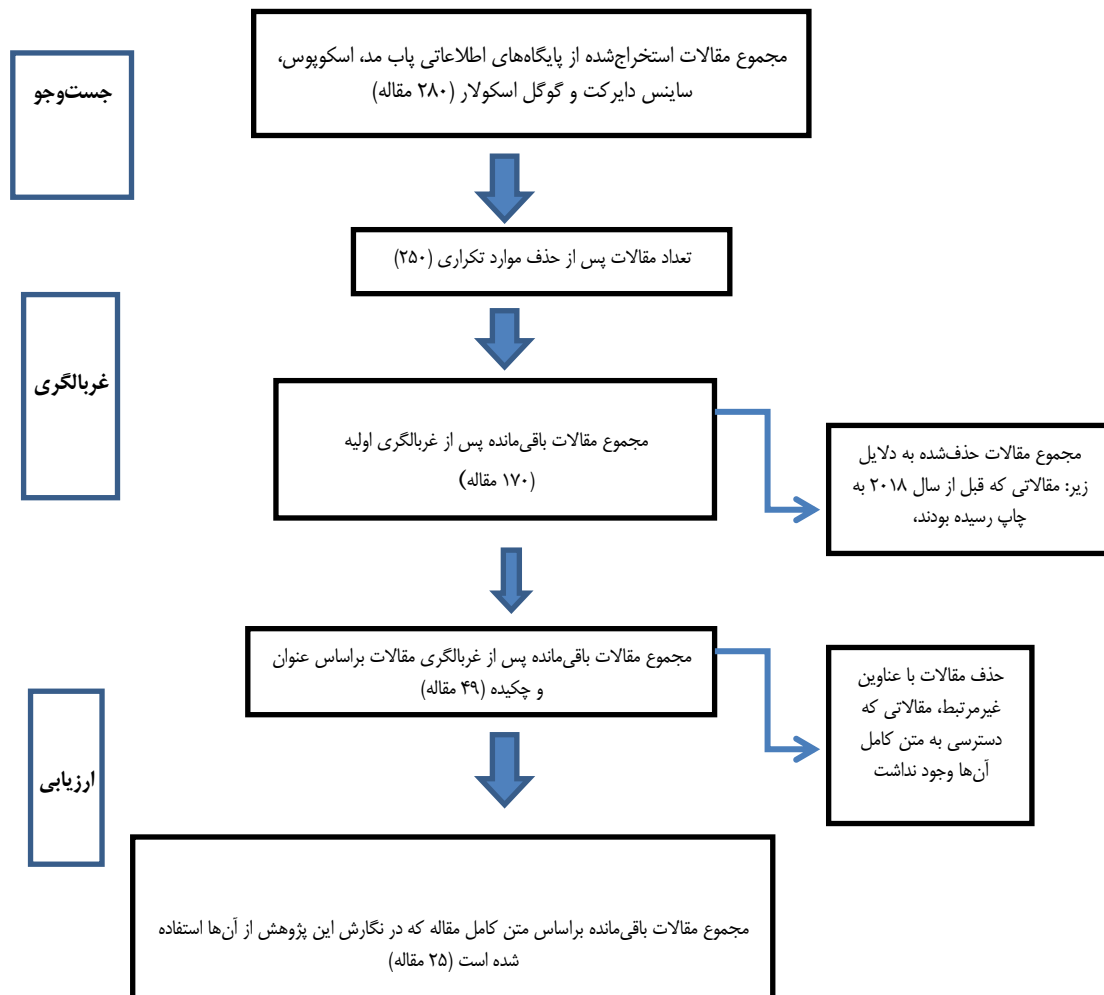 جست‌وجو
مجموع مقالات استخراج‌شده از پایگاه‌های اطلاعاتی پاب مد، اسکوپوس،
ساینس دایرکت و گوگل اسکولار (۲۸۰ مقاله)
تعداد مقالات پس از حذف موارد تکراری (۲۵۰)
غربالگری
مجموع مقالات باقی‌مانده پس از غربالگری اولیه
(۱۷۰ مقاله)
مجموع مقالات حذف‌شده به دلایل
زیر: مقالاتی که قبل از سال ۲۰۱۸ به
چاپ رسیده بودند،
مجموع مقالات باقی‌مانده پس از غربالگری مقالات براساس عنوان
و چکیده (۴۹ مقاله)
حذف مقالات با عناوین
غیرمرتبط، مقالاتی که
دسترسی به متن کامل
آن‌ها وجود نداشت
ارزیابی
مجموع مقالات باقی‌مانده براساس متن کامل مقاله که در نگارش این پژوهش از آن‌ها استفاده
شده است (۲۵ مقاله)